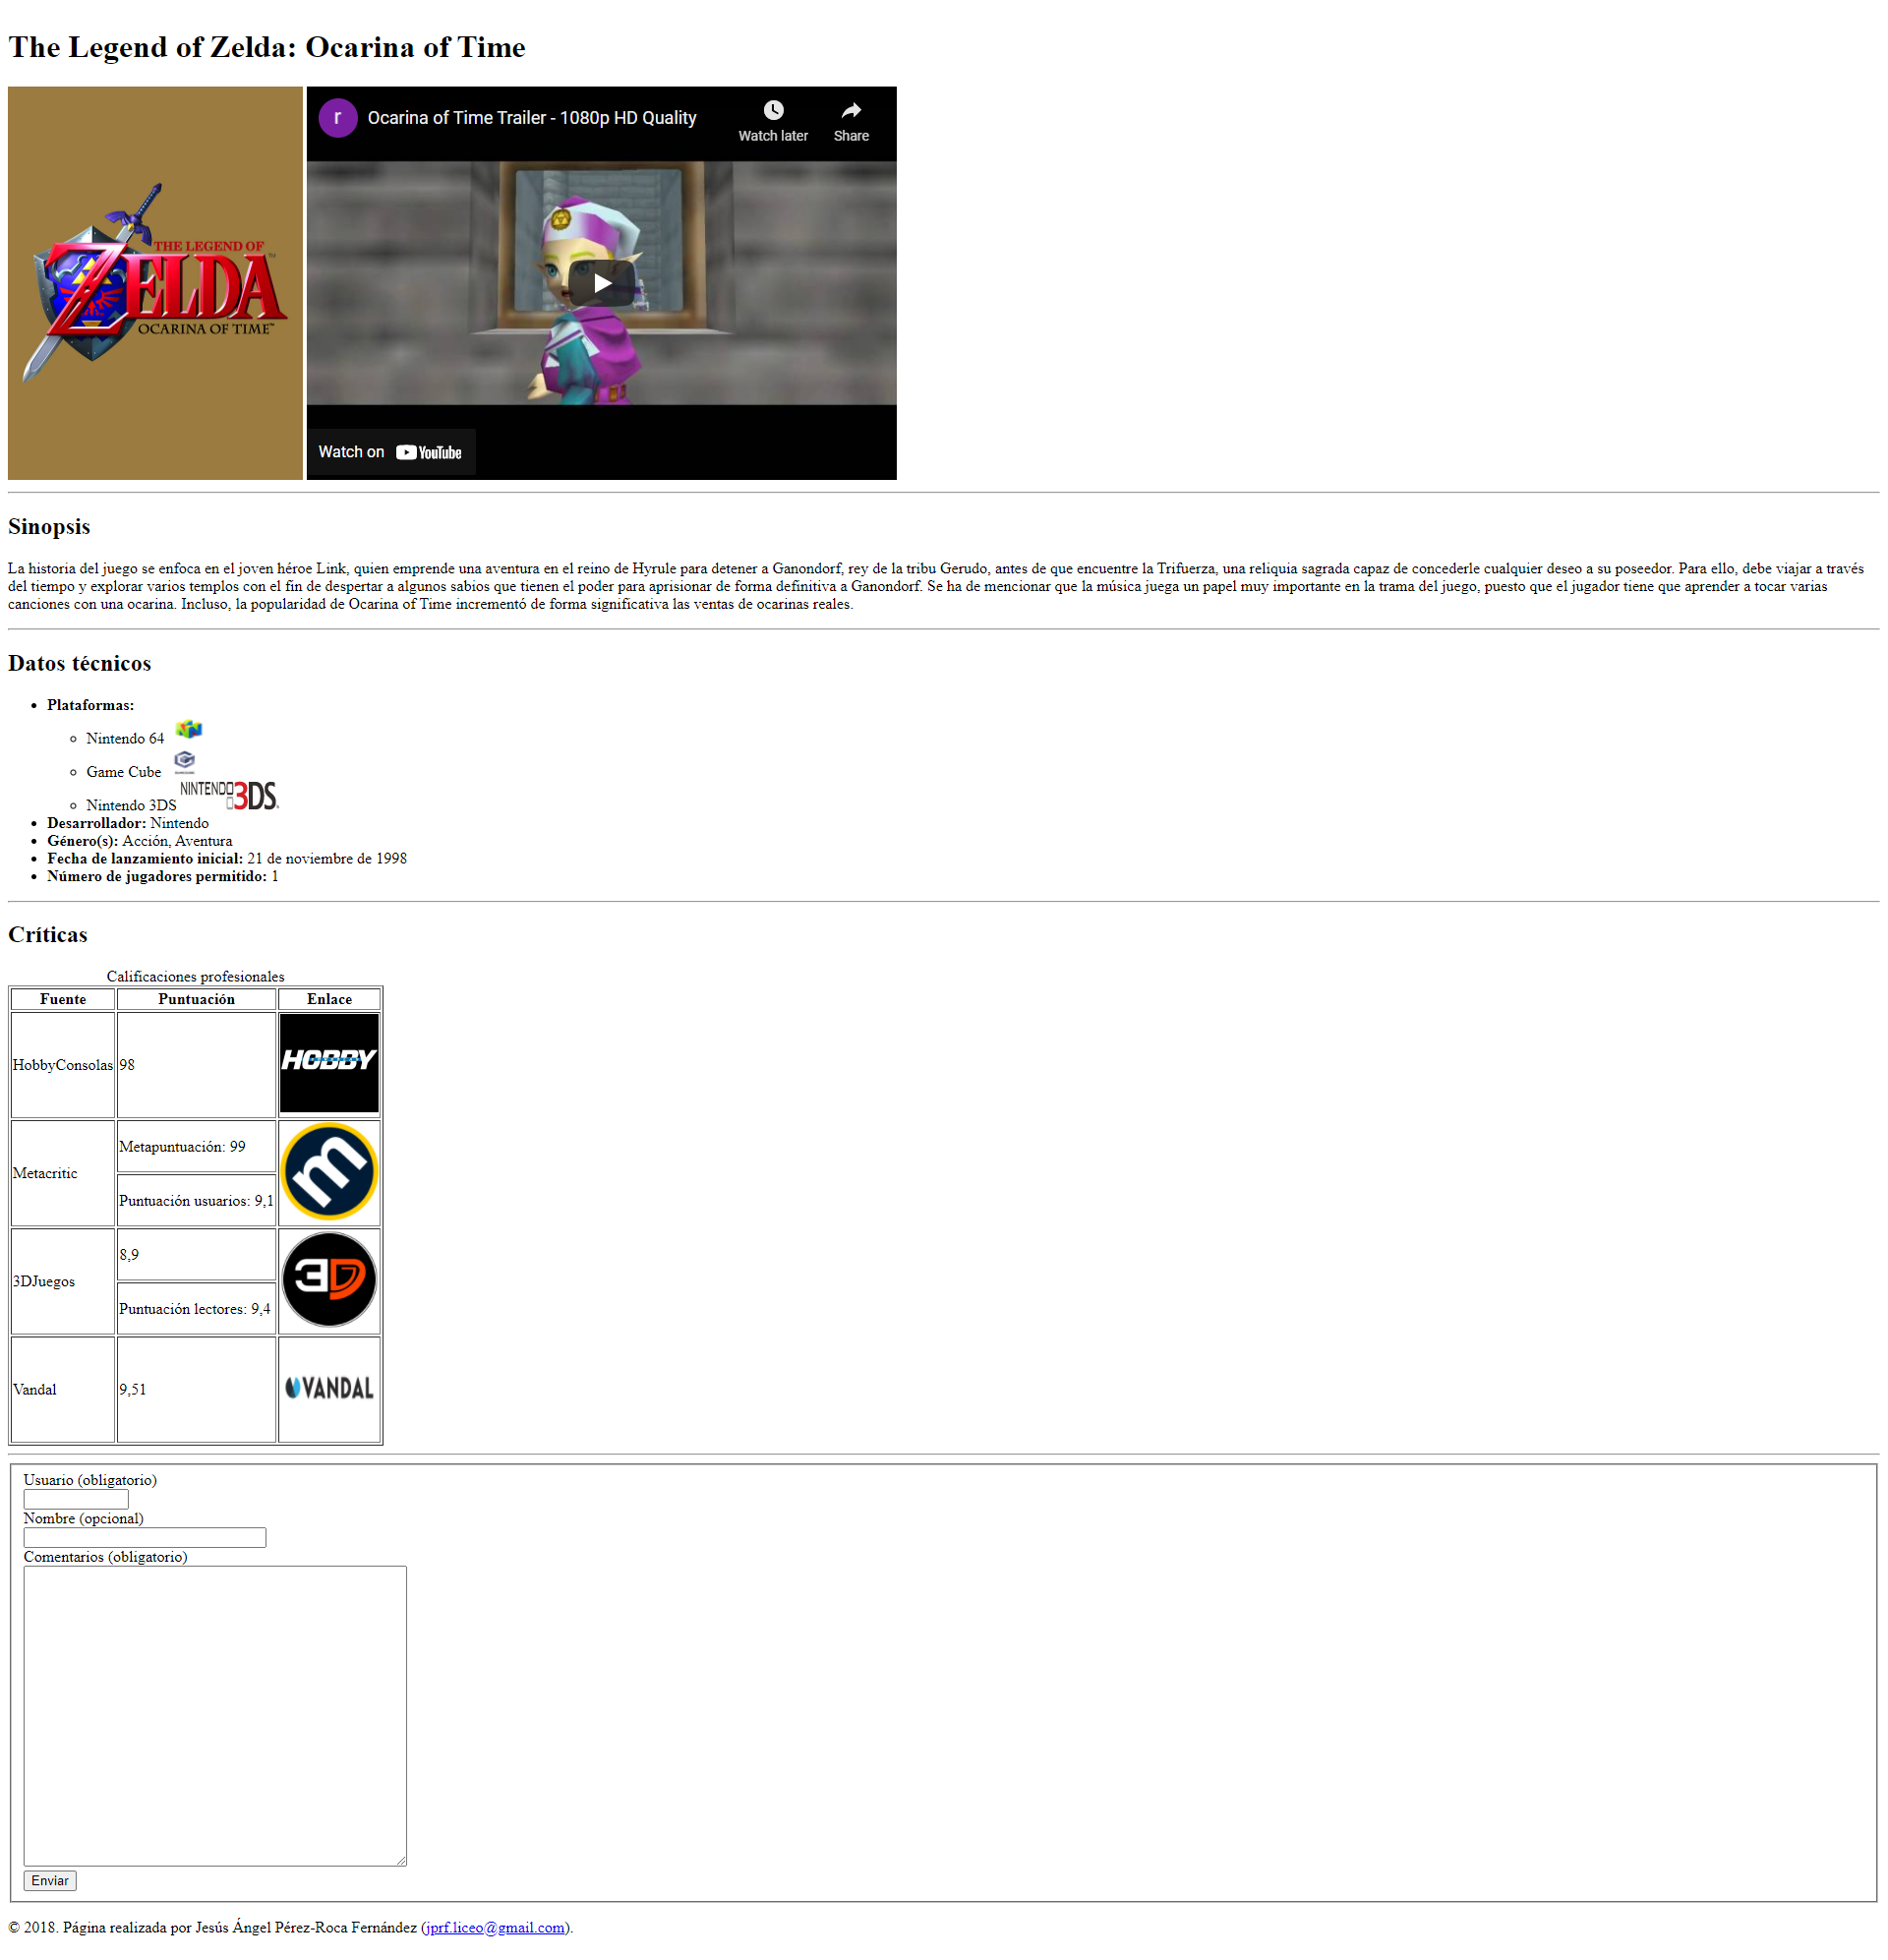 The Legend of Zelda: Ocarina of Time
THE LEGEND OF
ZELDA™
OCARINA OF TIME™
r
Ocarina of Time Trailer - 1080p HD Quality
Watch later
Share
Watch on YouTube
Sinopsis
La historia del juego se enfoca en el joven héroe Link, quien emprende una aventura en el reino de Hyrule para detener a Ganondorf, rey de la tribu Gerudo, antes de que encuentre la Trifuerza, una reliquia sagrada capaz de concederle cualquier deseo a su poseedor. Para ello, debe viajar a través
del tiempo y explorar varios templos con el fin de despertar a algunos sabios que tienen el poder para aprisionar de forma definitiva a Ganondorf. Se ha de mencionar que la música juega un papel muy importante en la trama del juego, puesto que el jugador tiene que aprender a tocar varias
canciones con una ocarina. Incluso, la popularidad de Ocarina of Time incrementó de forma significativa las ventas de ocarinas reales.
Datos técnicos
Plataformas:
Nintendo 64
Game Cube
Nintendo 3DS NINTENDO 3DS
Desarrollador: Nintendo
Género(s): Acción, Aventura
Fecha de lanzamiento inicial: 21 de noviembre de 1998
Número de jugadores permitido: 1
Críticas
Calificaciones profesionales
Fuente Puntuación Enlace
HobbyConsolas 98 HOBBY
Metacritic
Metapuntuación: 99
m
Puntuación usuarios: 9,1
3DJuegos
8,9
3D
Puntuación lectores: 9,4
Vandal 9,51 VANDAL
Usuario (obligatorio)
Nombre (opcional)
Comentarios (obligatorio)
Enviar
© 2018. Página realizada por Jesús Ángel Pérez-Roca Fernández (jprf.liceo@gmail.com).